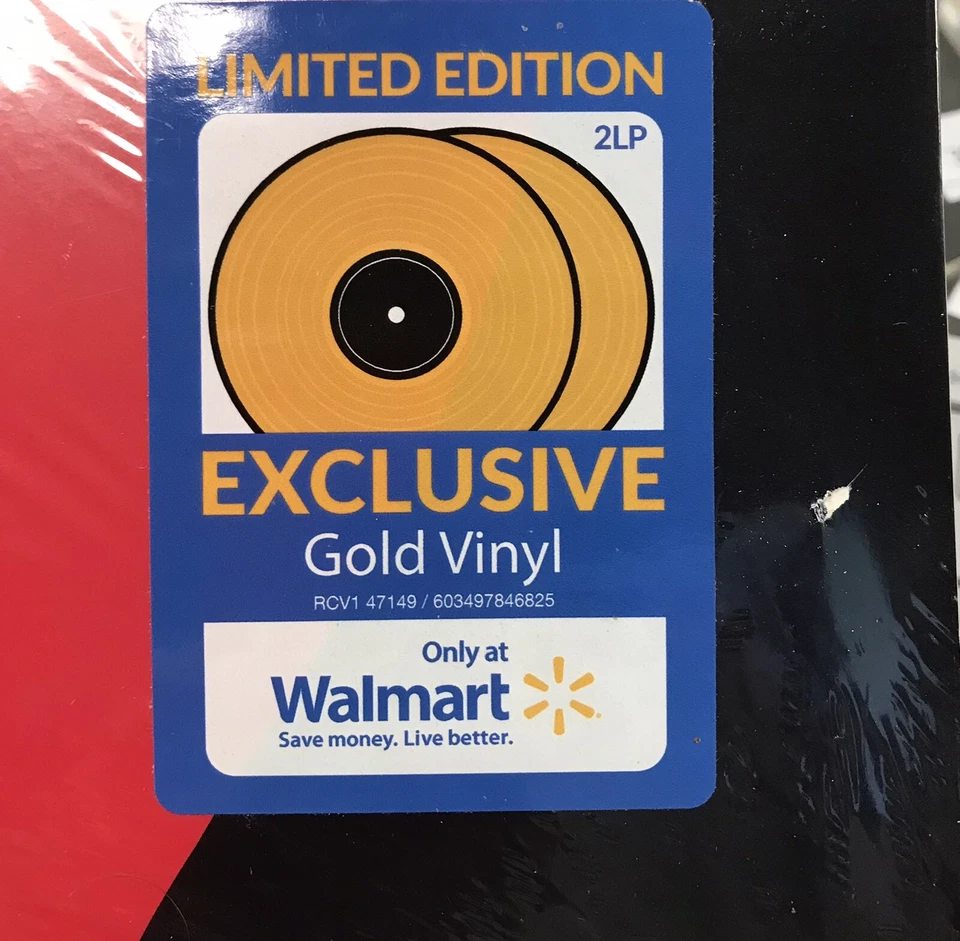 LIMITED EDITION
2LP
EXCLUSIVE
Gold Vinyl
RCV1 47149 / 603497846825
Only at
Walmart
Save money. Live better.